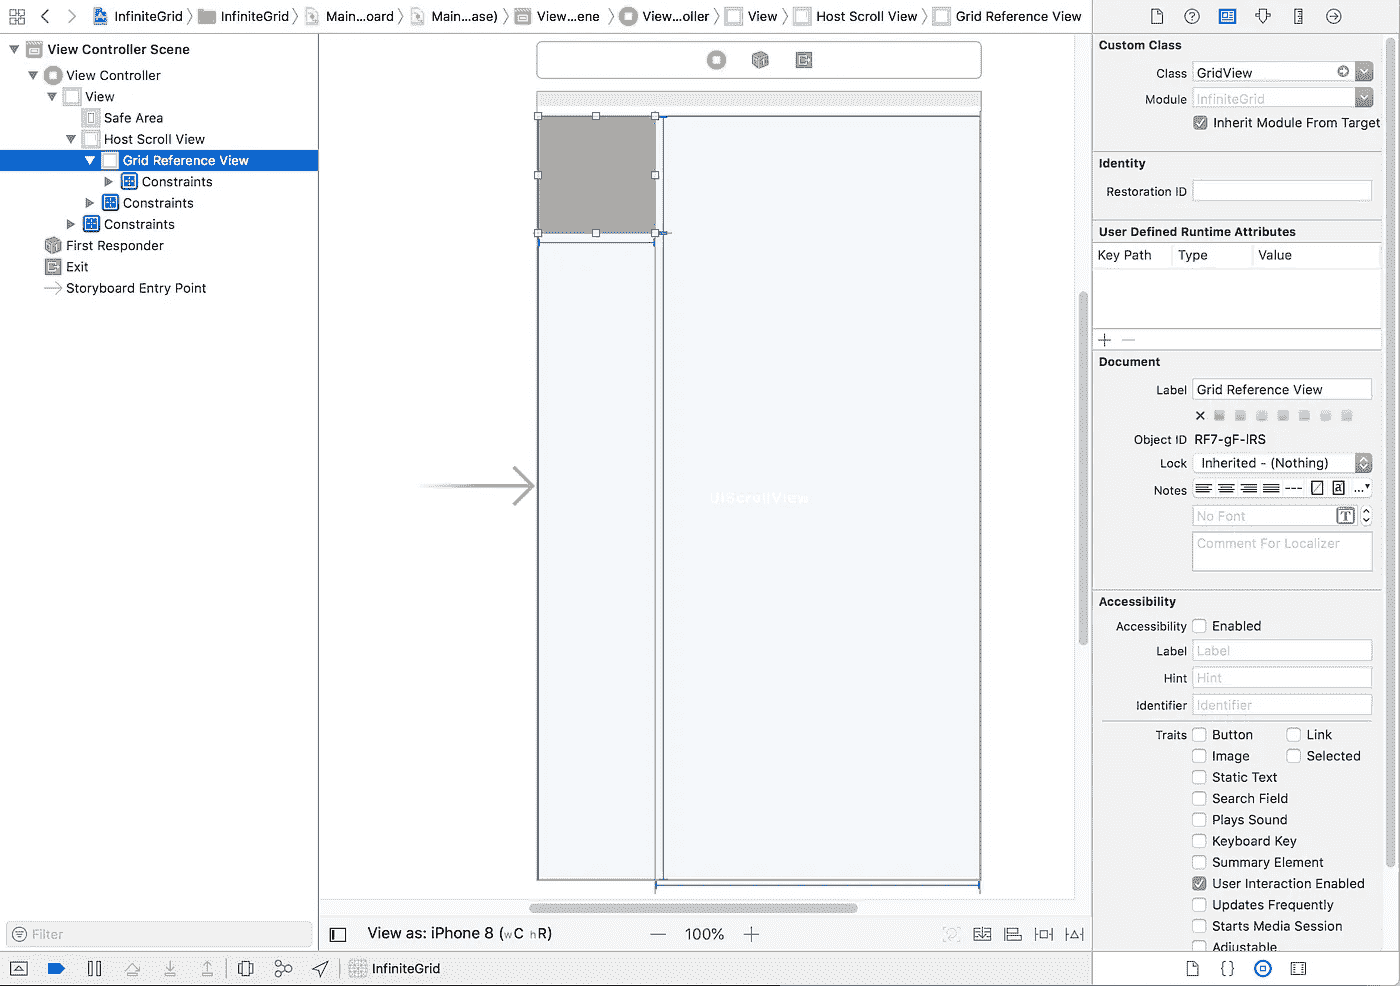 InfiniteGrid InfiniteGrid Main...oard Main...ase) View...ene View...oller View Host Scroll View Grid Reference View
View Controller Scene
View Controller
View
Safe Area
Host Scroll View
Grid Reference View
Constraints
Constraints
Constraints
First Responder
Exit
Storyboard Entry Point
Filter
UIScrollView
View as: iPhone 8 (wC hR)
100%
InfiniteGrid
Custom Class
Class GridView
Module InfiniteGrid
Inherit Module From Target
Identity
Restoration ID
User Defined Runtime Attributes
Key Path Type Value
Document
Label Grid Reference View
Object ID RF7-gF-IRS
Lock Inherited - (Nothing)
Notes
No Font
Comment For Localizer
Accessibility
Accessibility Enabled
Label Label
Hint Hint
Identifier Identifier
Traits Button Link
Image Selected
Static Text
Search Field
Plays Sound
Keyboard Key
Summary Element
User Interaction Enabled
Updates Frequently
Starts Media Session
Adjustable